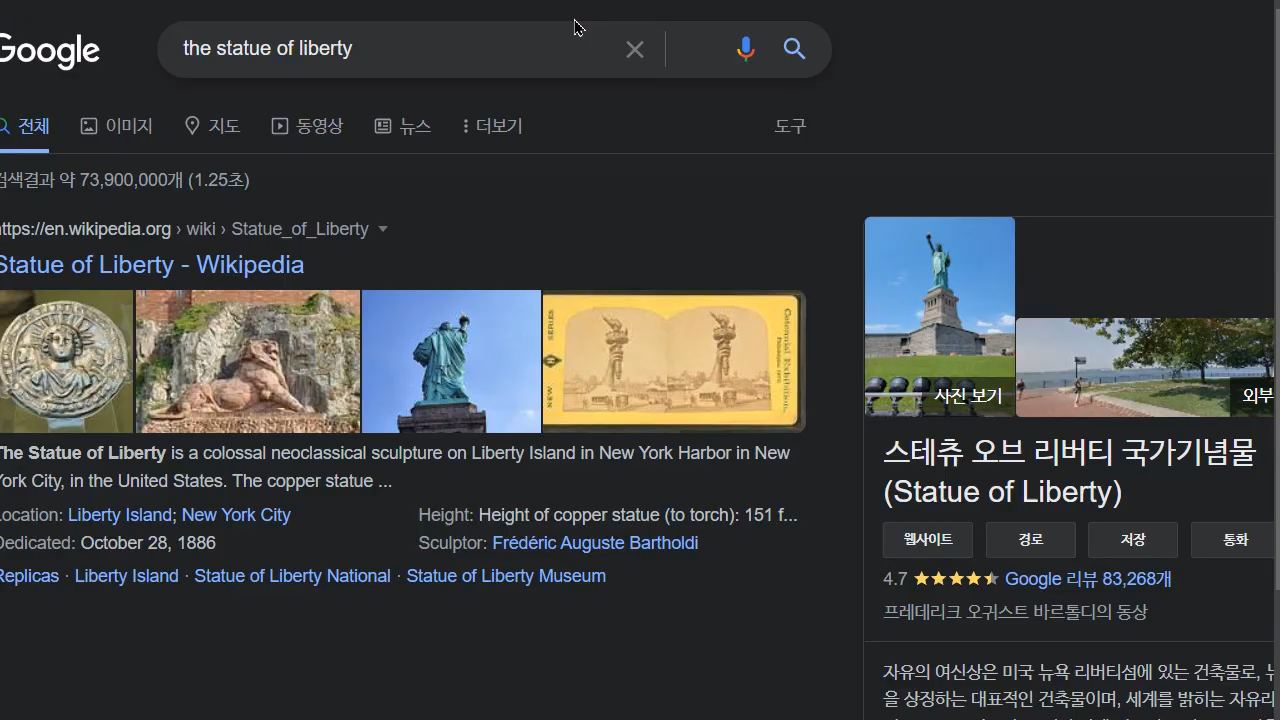 Google
the statue of liberty
전체
이미지
지도
동영상
뉴스
더보기
도구
검색결과 약 73,900,000개 (1.25초)
https://en.wikipedia.org › wiki › Statue_of_Liberty
Statue of Liberty - Wikipedia
SERIES
NEW
Centennial Exhibition,
The Statue of Liberty is a colossal neoclassical sculpture on Liberty Island in New York Harbor in New
York City, in the United States. The copper statue ...
Location: Liberty Island; New York City
Height: Height of copper statue (to torch): 151 f...
Dedicated: October 28, 1886
Sculptor: Frédéric Auguste Bartholdi
Replicas · Liberty Island · Statue of Liberty National · Statue of Liberty Museum
사진 보기
외부
스테츄 오브 리버티 국가기념물
(Statue of Liberty)
웹사이트
경로
저장
통화
4.7
Google 리뷰 83,268개
프레데리크 오귀스트 바르톨디의 동상
자유의 여신상은 미국 뉴욕 리버티섬에 있는 건축물로,
을 상징하는 대표적인 건축물이며, 세계를 밝히는 자유라